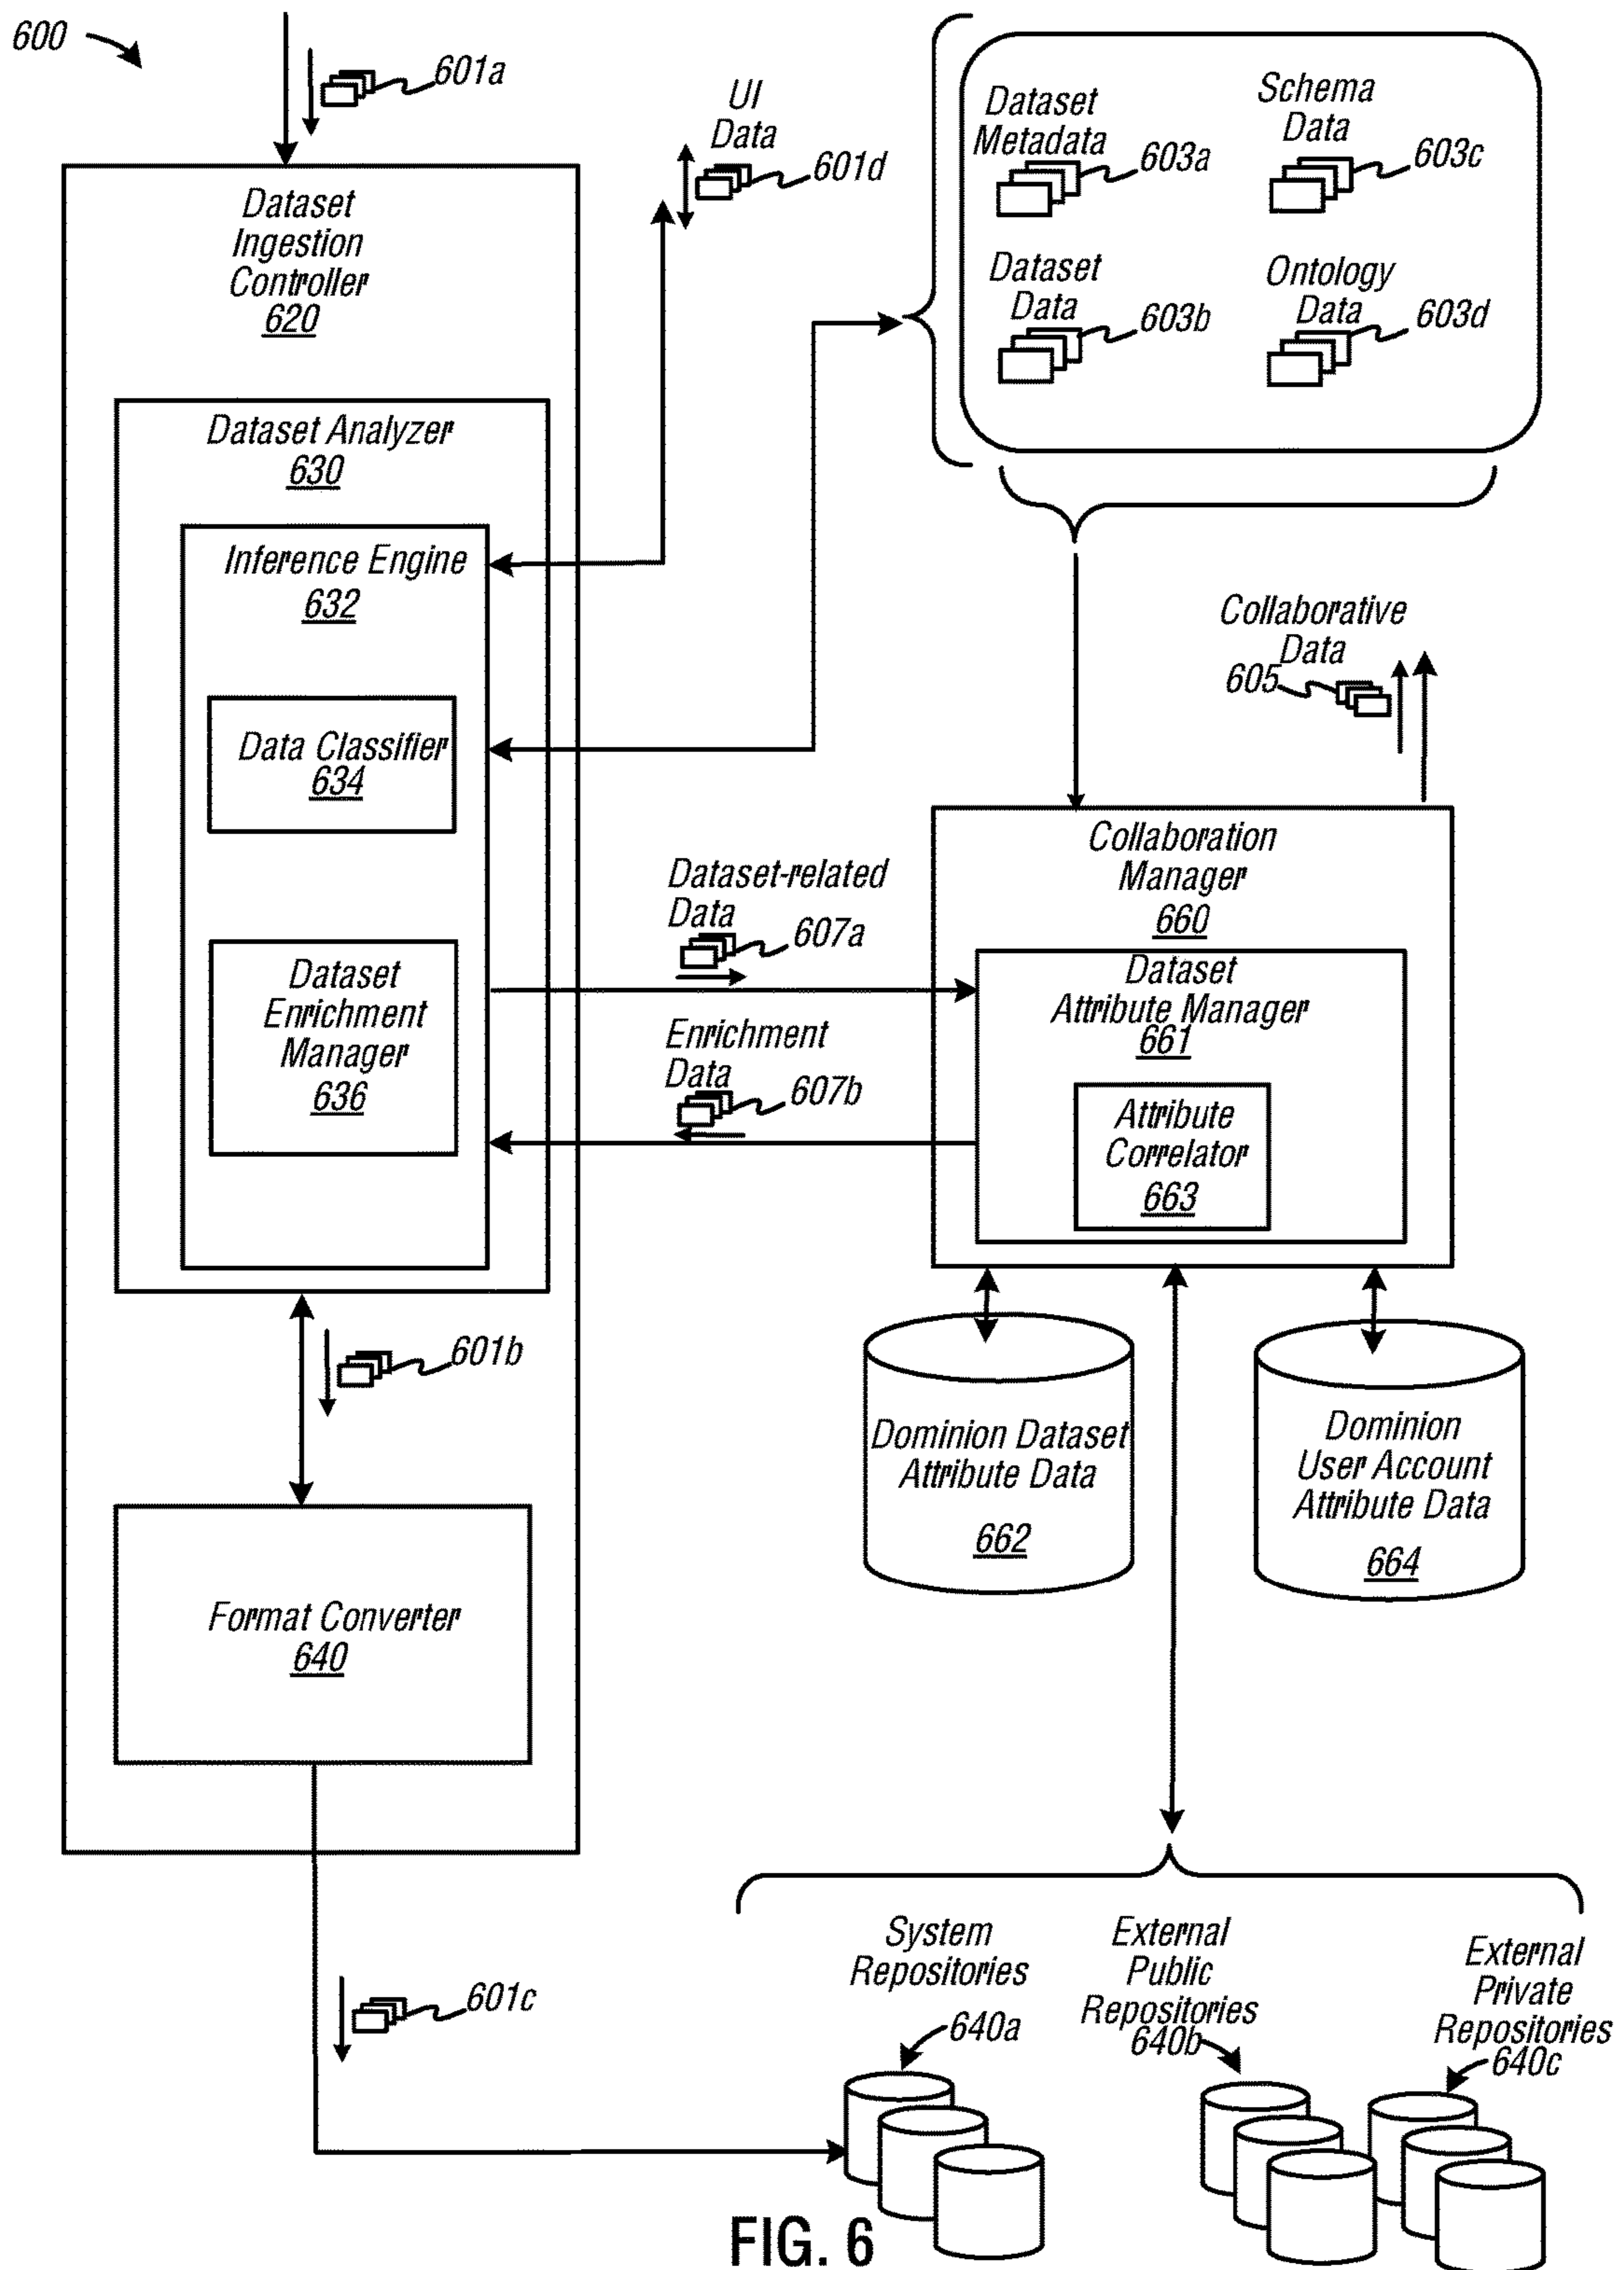 600
601a
Dataset
Ingestion
Controller
620
Dataset Analyzer
630
Inference Engine
632
Data Classifier
634
Dataset
Enrichment
Manager
636
601b
Format Converter
640
601c
UI
Data
601d
Dataset
Metadata
603a
Schema
Data
603c
Dataset
Data
603b
Ontology
Data
603d
Collaborative
Data
605
Dataset-related
Data
607a
Enrichment
Data
607b
Collaboration
Manager
660
Dataset
Attribute Manager
661
Attribute
Correlator
663
Dominion Dataset
Attribute Data
662
Dominion
User Account
Attribute Data
664
System
Repositories
640a
External
Public
Repositories
640b
External
Private
Repositories
640c
FIG. 6